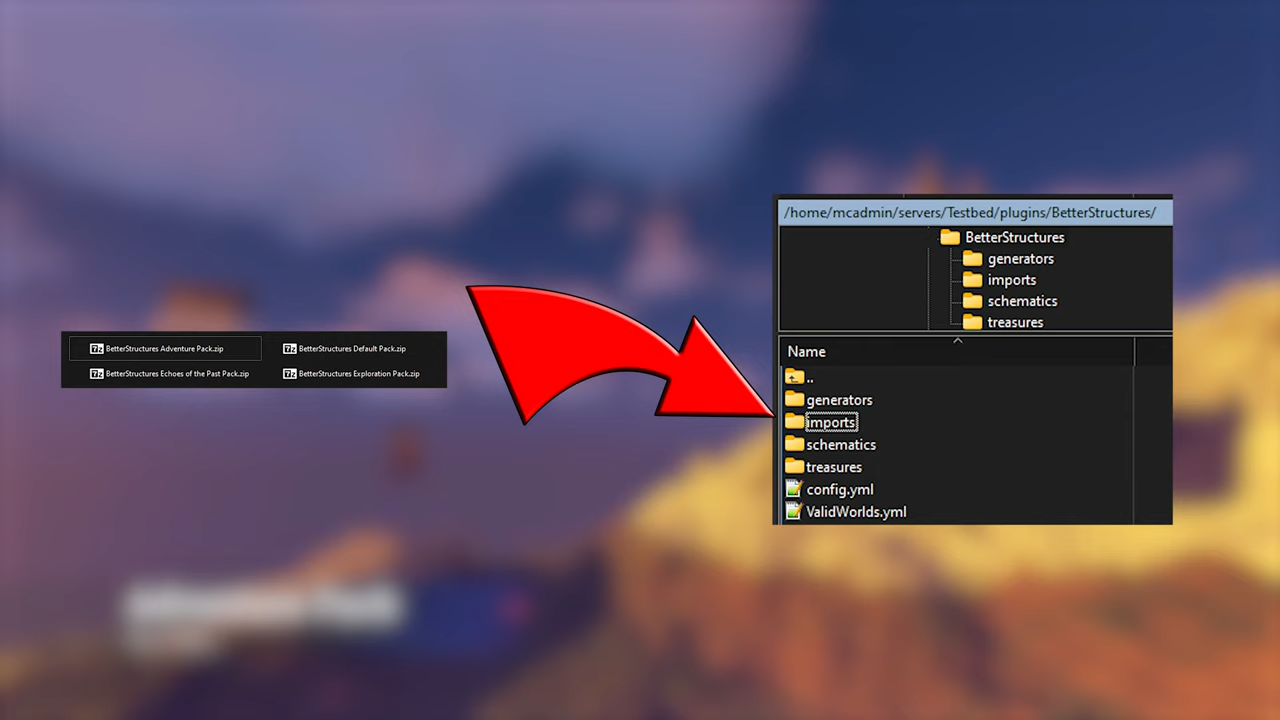 BetterStructures Adventure Pack.zip
BetterStructures Default Pack.zip
BetterStructures Echoes of the Past Pack.zip
BetterStructures Exploration Pack.zip
/home/mcadmin/servers/Testbed/plugins/BetterStructures/
BetterStructures
generators
imports
schematics
treasures
Name
..
generators
imports
schematics
treasures
config.yml
ValidWorlds.yml